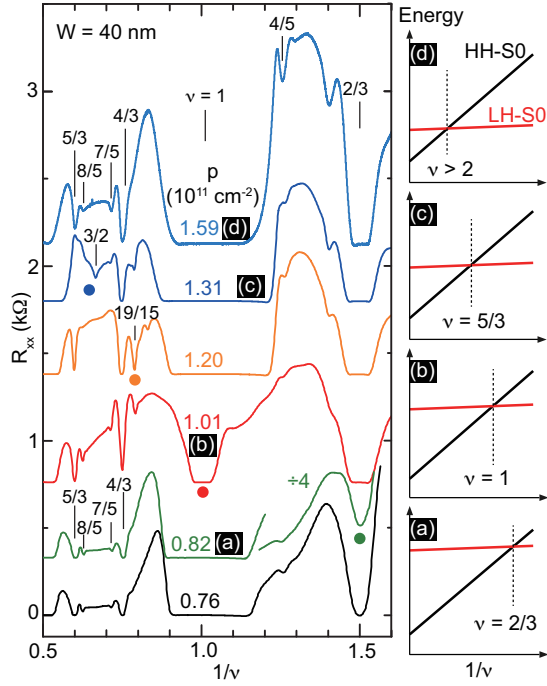 W = 40 nm
4/5
2/3
ν = 1
4/3
5/3
7/5
8/5
p
(10¹¹ cm⁻²)
1.59 (d)
3/2
1.31 (c)
19/15
1.20
1.01
(b)
÷4
4/3
5/3
7/5
8/5
0.82 (a)
0.76
3
2
1
0
Rₓₓ (kΩ)
0.5
1.0
1.5
1/ν
Energy
(d)
HH-S0
LH-S0
ν > 2
(c)
ν = 5/3
(b)
ν = 1
(a)
ν = 2/3
1/ν